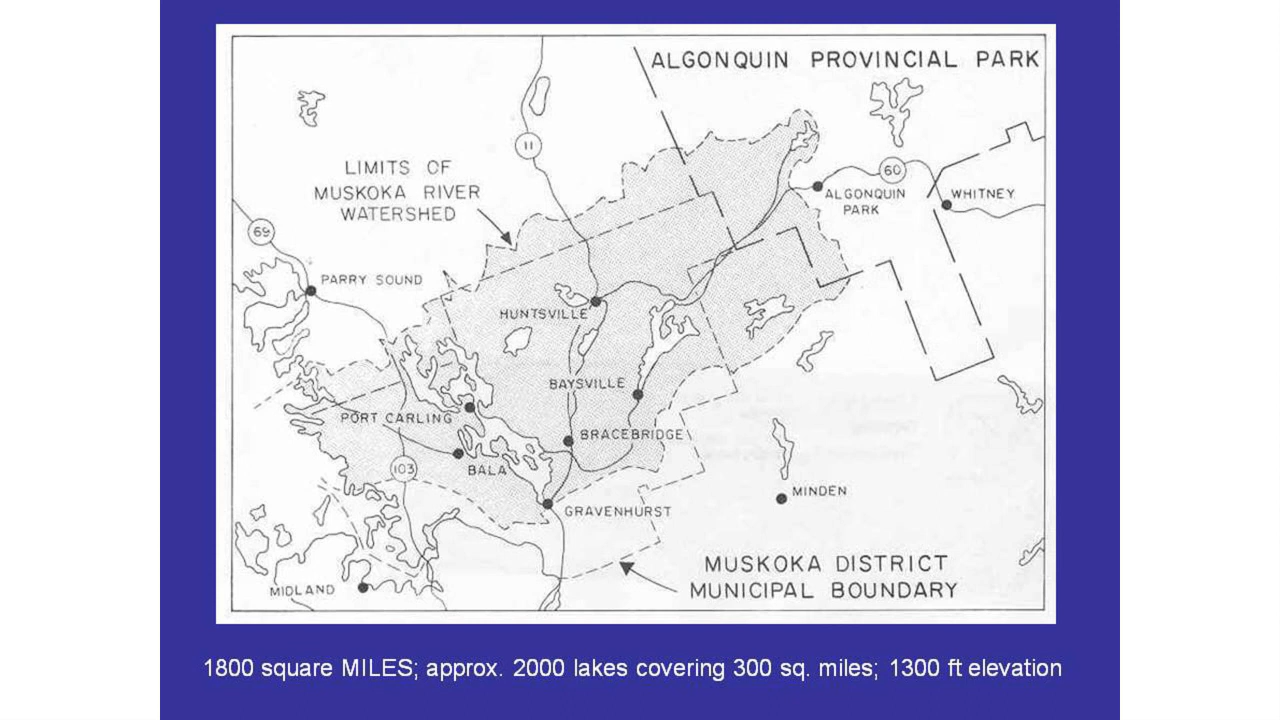 ALGONQUIN PROVINCIAL PARK
11
LIMITS OF
MUSKOKA RIVER
WATERSHED
60
ALGONQUIN
PARK
WHITNEY
69
PARRY SOUND
HUNTSVILLE
BAYSVILLE
PORT CARLING
BRACEBRIDGE
103
BALA
MINDEN
GRAVENHURST
MUSKOKA DISTRICT
MUNICIPAL BOUNDARY
MIDLAND
1800 square MILES; approx. 2000 lakes covering 300 sq. miles; 1300 ft elevation